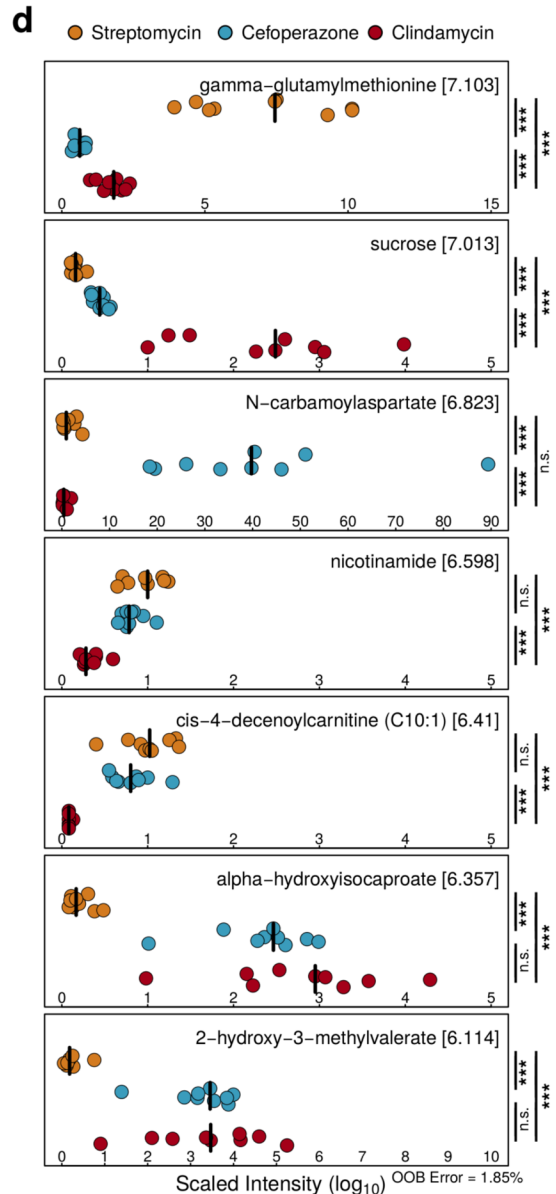 d
Streptomycin Cefoperazone Clindamycin
gamma−glutamylmethionine [7.103]
*** *** ***
0 5 10 15
sucrose [7.013]
*** *** ***
0 1 2 3 4 5
N−carbamoylaspartate [6.823]
*** *** n.s.
0 10 20 30 40 50 60 70 80 90
nicotinamide [6.598]
n.s. *** ***
0 1 2 3 4 5
cis−4−decenoylcarnitine (C10:1) [6.41]
n.s. *** ***
0 1 2 3 4 5
alpha−hydroxyisocaproate [6.357]
*** n.s. ***
0 1 2 3 4 5
2−hydroxy−3−methylvalerate [6.114]
*** n.s. ***
0 1 2 3 4 5 6 7 8 9 10
Scaled Intensity (log10) OOB Error = 1.85%